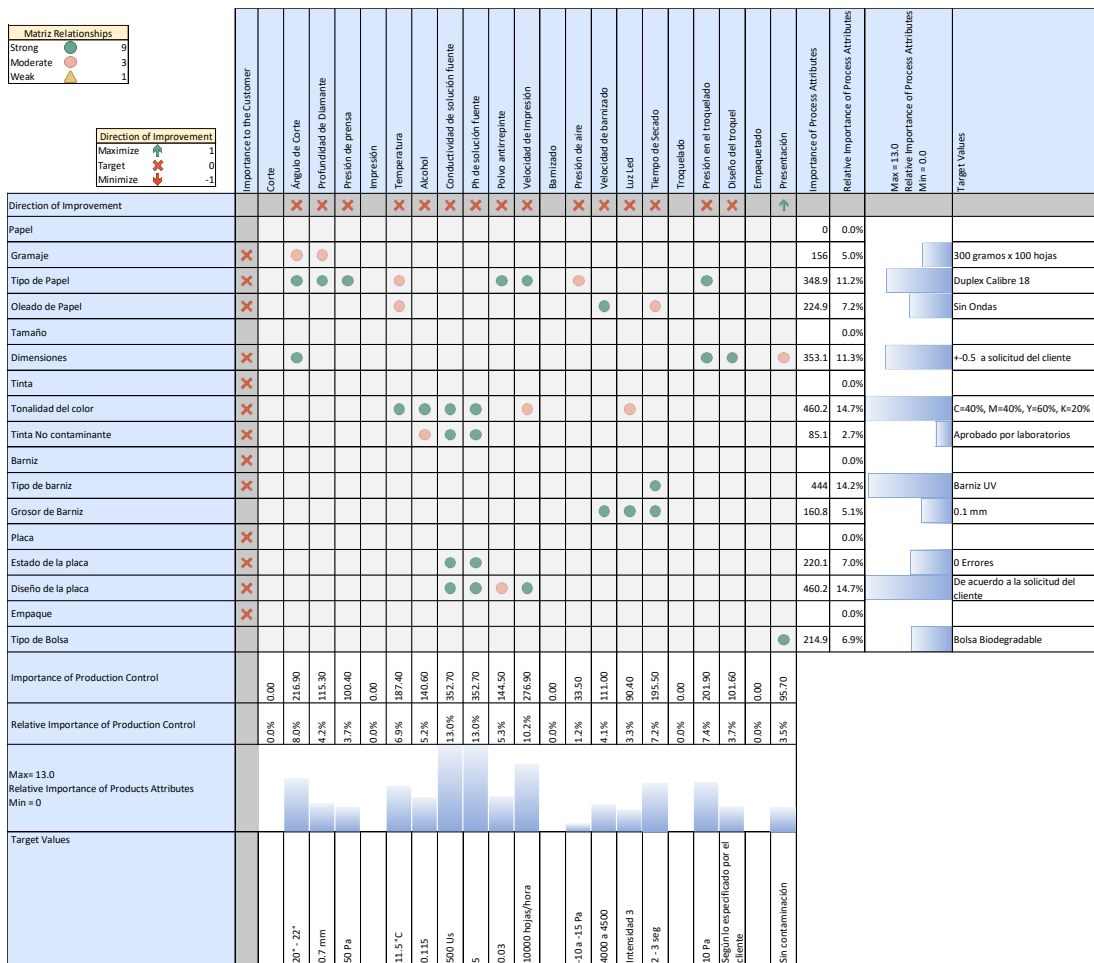 Matriz Relationships
Strong 9
Moderate 3
Weak 1
Direction of Improvement
Maximize 1
Target 0
Minimize -1
Importance to the Customer
Corte
Ángulo de Corte
Profundidad de Diamante
Presión de prensa
Impresión
Temperatura
Alcohol
Conductividad de solución fuente
Ph de solución fuente
Polvo antirrepinte
Velocidad de Impresión
Barnizado
Presión de aire
Velocidad de barnizado
Luz Led
Tiempo de Secado
Troquelado
Presión en el troquelado
Diseño del troquel
Empaquetado
Presentación
Importance of Process Attributes
Relative Importance of Process Attributes
Max = 13.0
Relative Importance of Process Attributes
Min = 0.0
Target Values
Direction of Improvement
Papel 0 0.0%
Gramaje 156 5.0% 300 gramos x 100 hojas
Tipo de Papel 348.9 11.2% Duplex Calibre 18
Oleado de Papel 224.9 7.2% Sin Ondas
Tamaño 0.0%
Dimensiones 353.1 11.3% +-0.5 a solicitud del cliente
Tinta 0.0%
Tonalidad del color 460.2 14.7% C=40%, M=40%, Y=60%, K=20%
Tinta No contaminante 85.1 2.7% Aprobado por laboratorios
Barniz 0.0%
Tipo de barniz 444 14.2% Barniz UV
Grosor de Barniz 160.8 5.1% 0.1 mm
Placa 0.0%
Estado de la placa 220.1 7.0% 0 Errores
Diseño de la placa 460.2 14.7% De acuerdo a la solicitud del
cliente
Empaque 0.0%
Tipo de Bolsa 214.9 6.9% Bolsa Biodegradable
Importance of Production Control 0.00 216.90 115.30 100.40 0.00 187.40 140.60 352.70 352.70 144.50 276.90 0.00 33.50 111.00 90.40 195.50 0.00 201.90 101.60 0.00 95.70
Relative Importance of Production Control 0.0% 8.0% 4.2% 3.7% 0.0% 6.9% 5.2% 13.0% 13.0% 5.3% 10.2% 0.0% 1.2% 4.1% 3.3% 7.2% 0.0% 7.4% 3.7% 0.0% 3.5%
Max= 13.0
Relative Importance of Products Attributes
Min = 0
Target Values
20° - 22°
0.7 mm
50 Pa
11.5 °C
0.115
500 Us
5
0.03
10000 hojas/hora
-10 a -15 Pa
4000 a 4500
Intensidad 3
2 - 3 seg
10 Pa
Según lo especificado por el
cliente
Sin contaminación